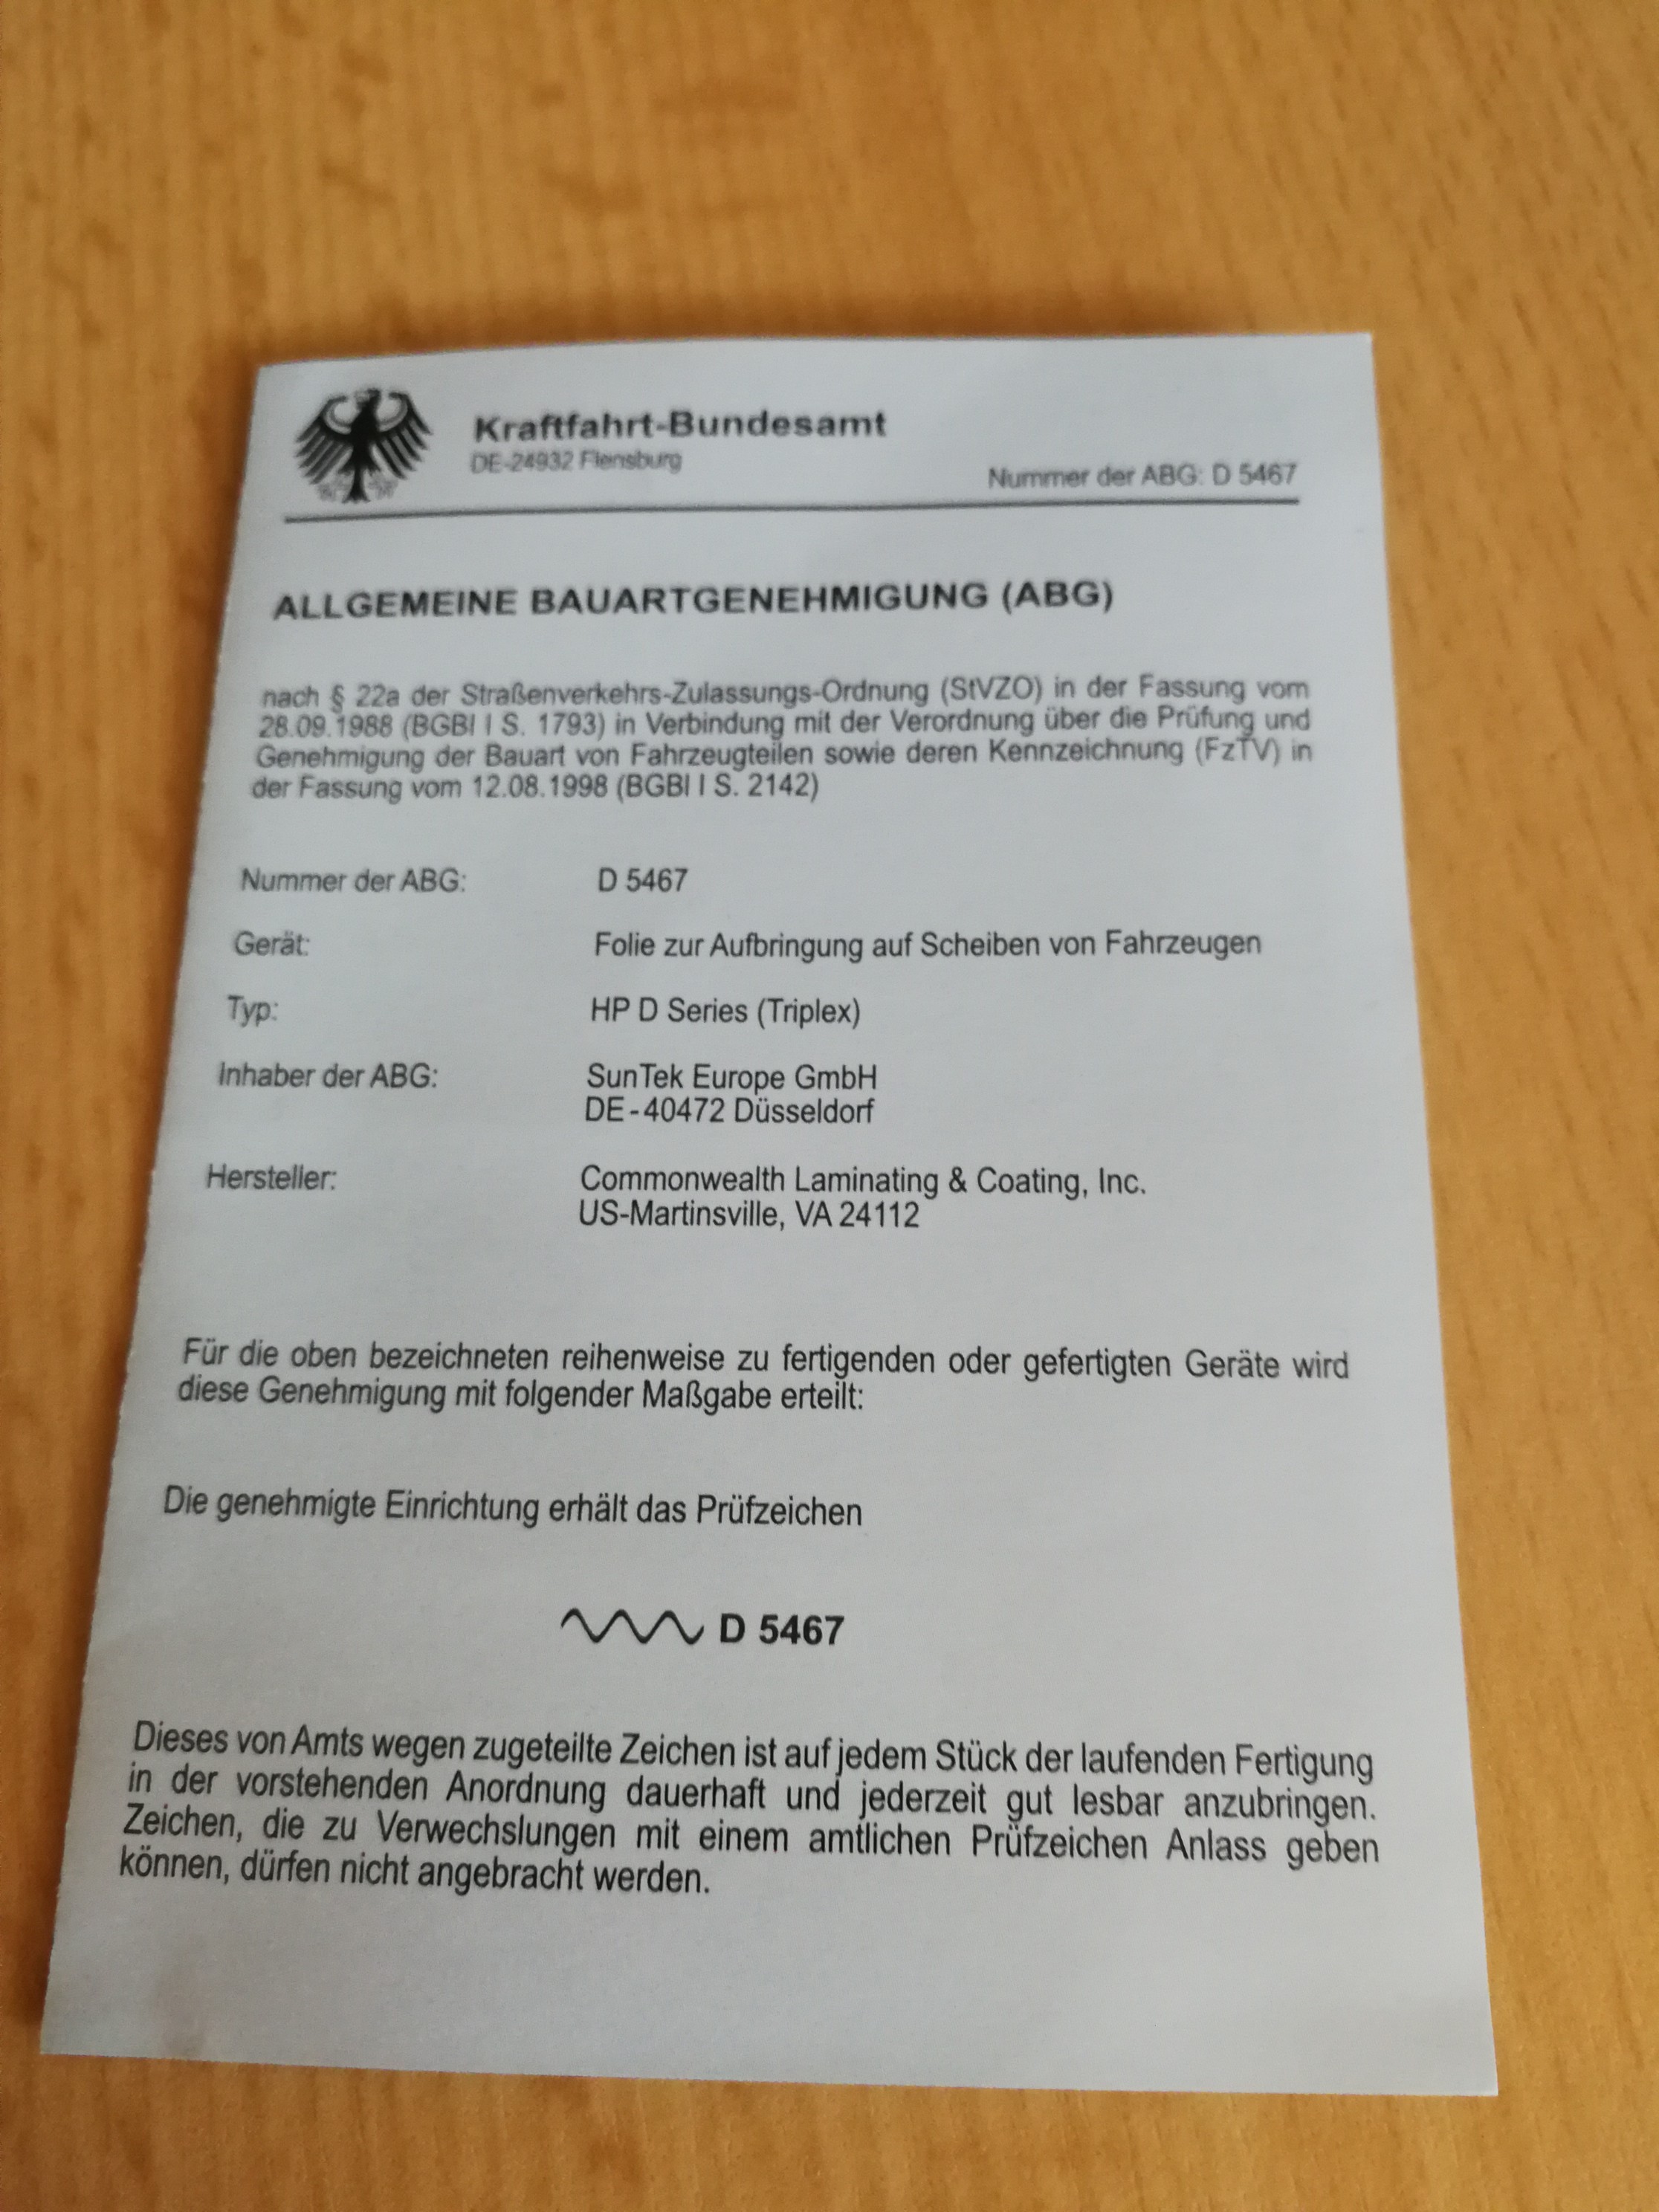 Kraftfahrt-Bundesamt
DE-24932 Flensburg
Nummer der ABG: D 5467
ALLGEMEINE BAUARTGENEHMIGUNG (ABG)
nach § 22a der Straßenverkehrs-Zulassungs-Ordnung (StVZO) in der Fassung vom
28.09.1988 (BGBl I S. 1793) in Verbindung mit der Verordnung über die Prüfung und
Genehmigung der Bauart von Fahrzeugteilen sowie deren Kennzeichnung (FzTV) in
der Fassung vom 12.08.1998 (BGBl I S. 2142)
Nummer der ABG: D 5467
Gerät: Folie zur Aufbringung auf Scheiben von Fahrzeugen
Typ: HP D Series (Triplex)
Inhaber der ABG: SunTek Europe GmbH
DE-40472 Düsseldorf
Hersteller: Commonwealth Laminating & Coating, Inc.
US-Martinsville, VA 24112
Für die oben bezeichneten reihenweise zu fertigenden oder gefertigten Geräte wird
diese Genehmigung mit folgender Maßgabe erteilt:
Die genehmigte Einrichtung erhält das Prüfzeichen
D 5467
Dieses von Amts wegen zugeteilte Zeichen ist auf jedem Stück der laufenden Fertigung
in der vorstehenden Anordnung dauerhaft und jederzeit gut lesbar anzubringen.
Zeichen, die zu Verwechslungen mit einem amtlichen Prüfzeichen Anlass geben
können, dürfen nicht angebracht werden.